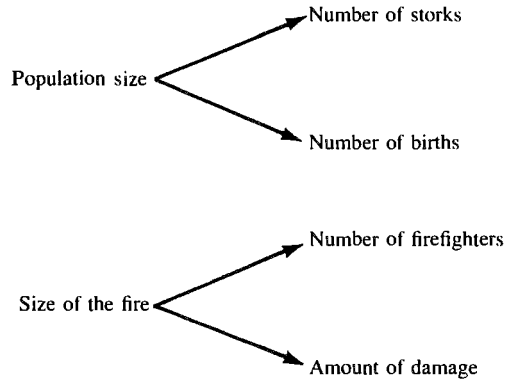 Number of storks
Population size
Number of births
Number of firefighters
Size of the fire
Amount of damage